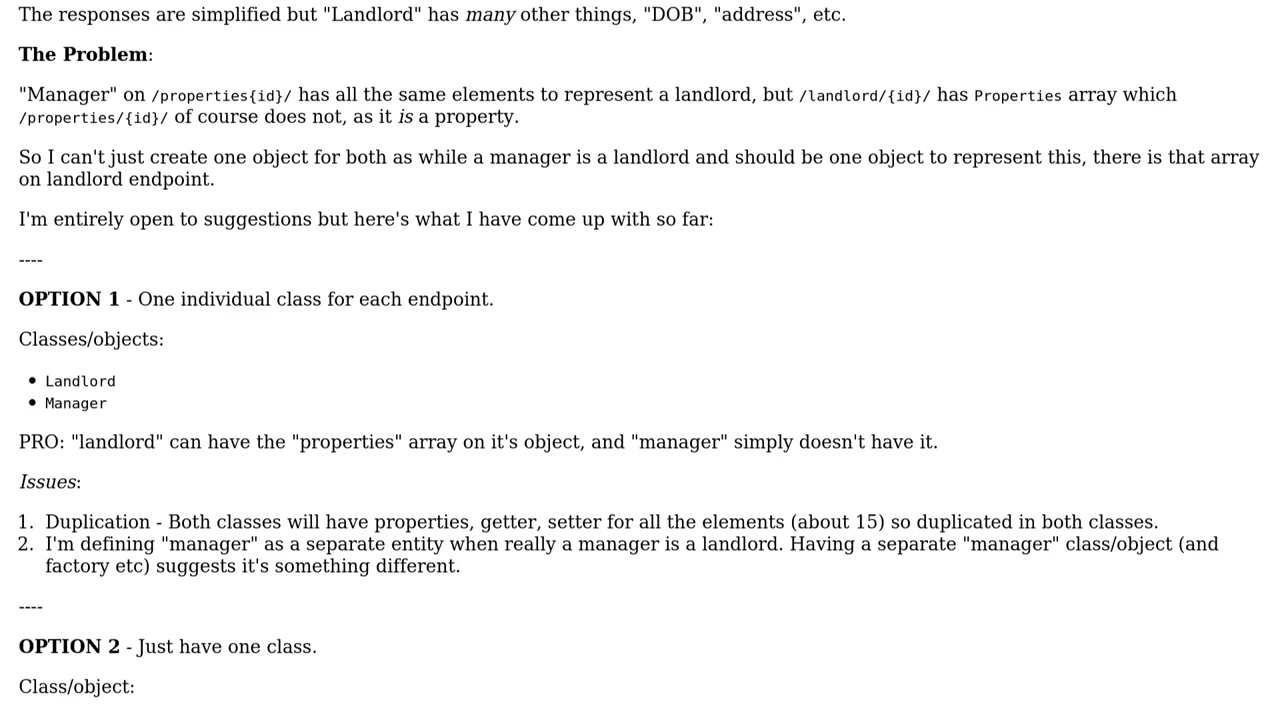 The responses are simplified but "Landlord" has many other things, "DOB", "address", etc.
The Problem:
"Manager" on /properties{id}/ has all the same elements to represent a landlord, but /landlord/{id}/ has Properties array which
/properties/{id}/ of course does not, as it is a property.
So I can't just create one object for both as while a manager is a landlord and should be one object to represent this, there is that array
on landlord endpoint.
I'm entirely open to suggestions but here's what I have come up with so far:
----
OPTION 1 - One individual class for each endpoint.
Classes/objects:
• Landlord
• Manager
PRO: "landlord" can have the "properties" array on it's object, and "manager" simply doesn't have it.
Issues:
1. Duplication - Both classes will have properties, getter, setter for all the elements (about 15) so duplicated in both classes.
2. I'm defining "manager" as a separate entity when really a manager is a landlord. Having a separate "manager" class/object (and
factory etc) suggests it's something different.
----
OPTION 2 - Just have one class.
Class/object: